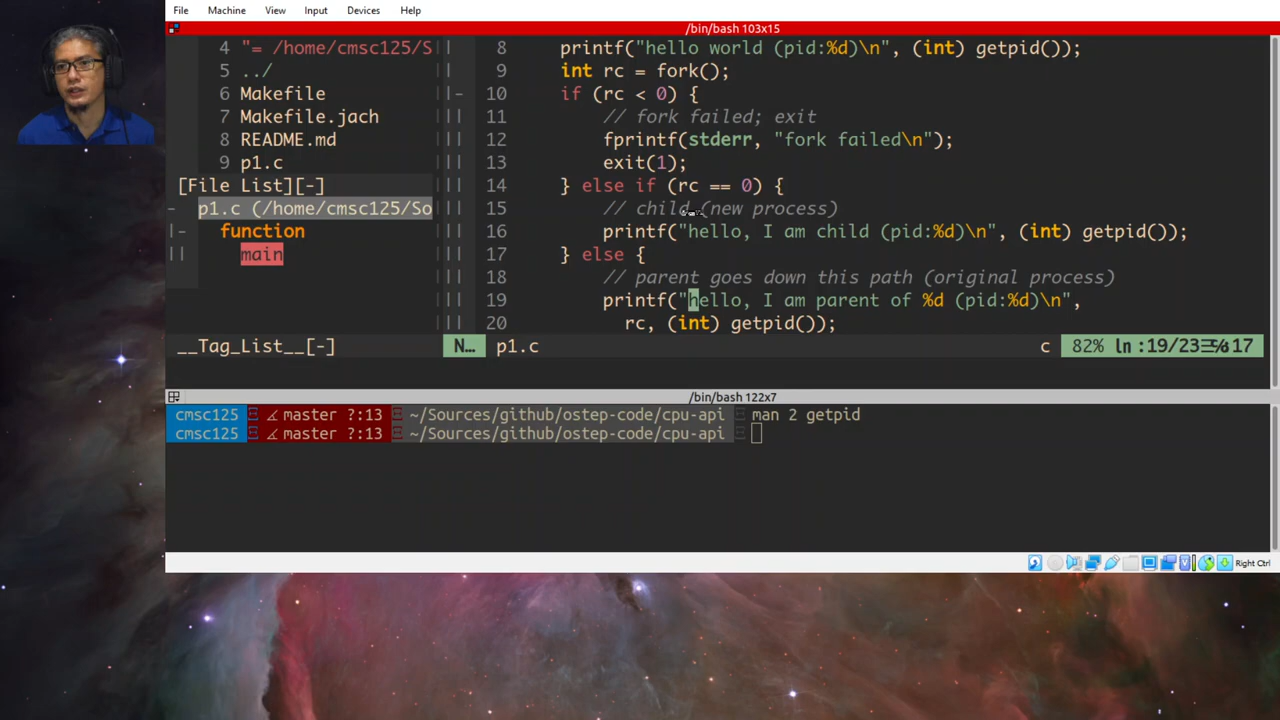 File Machine View Input Devices Help
/bin/bash 103x15
4 "= /home/cmsc125/S
5 ../
6 Makefile
7 Makefile.jach
8 README.md
9 p1.c
[File List][-]
p1.c (/home/cmsc125/So
function
main
__Tag_List__[-]
8 printf("hello world (pid:%d)\n", (int) getpid());
9 int rc = fork();
10 if (rc < 0) {
11 // fork failed; exit
12 fprintf(stderr, "fork failed\n");
13 exit(1);
14 } else if (rc == 0) {
15 // child (new process)
16 printf("hello, I am child (pid:%d)\n", (int) getpid());
17 } else {
18 // parent goes down this path (original process)
19 printf("hello, I am parent of %d (pid:%d)\n",
20 rc, (int) getpid());
N… p1.c c 82% ln :19/23 17
/bin/bash 122x7
cmsc125 master ?:13 ~/Sources/github/ostep-code/cpu-api man 2 getpid
cmsc125 master ?:13 ~/Sources/github/ostep-code/cpu-api
Right Ctrl